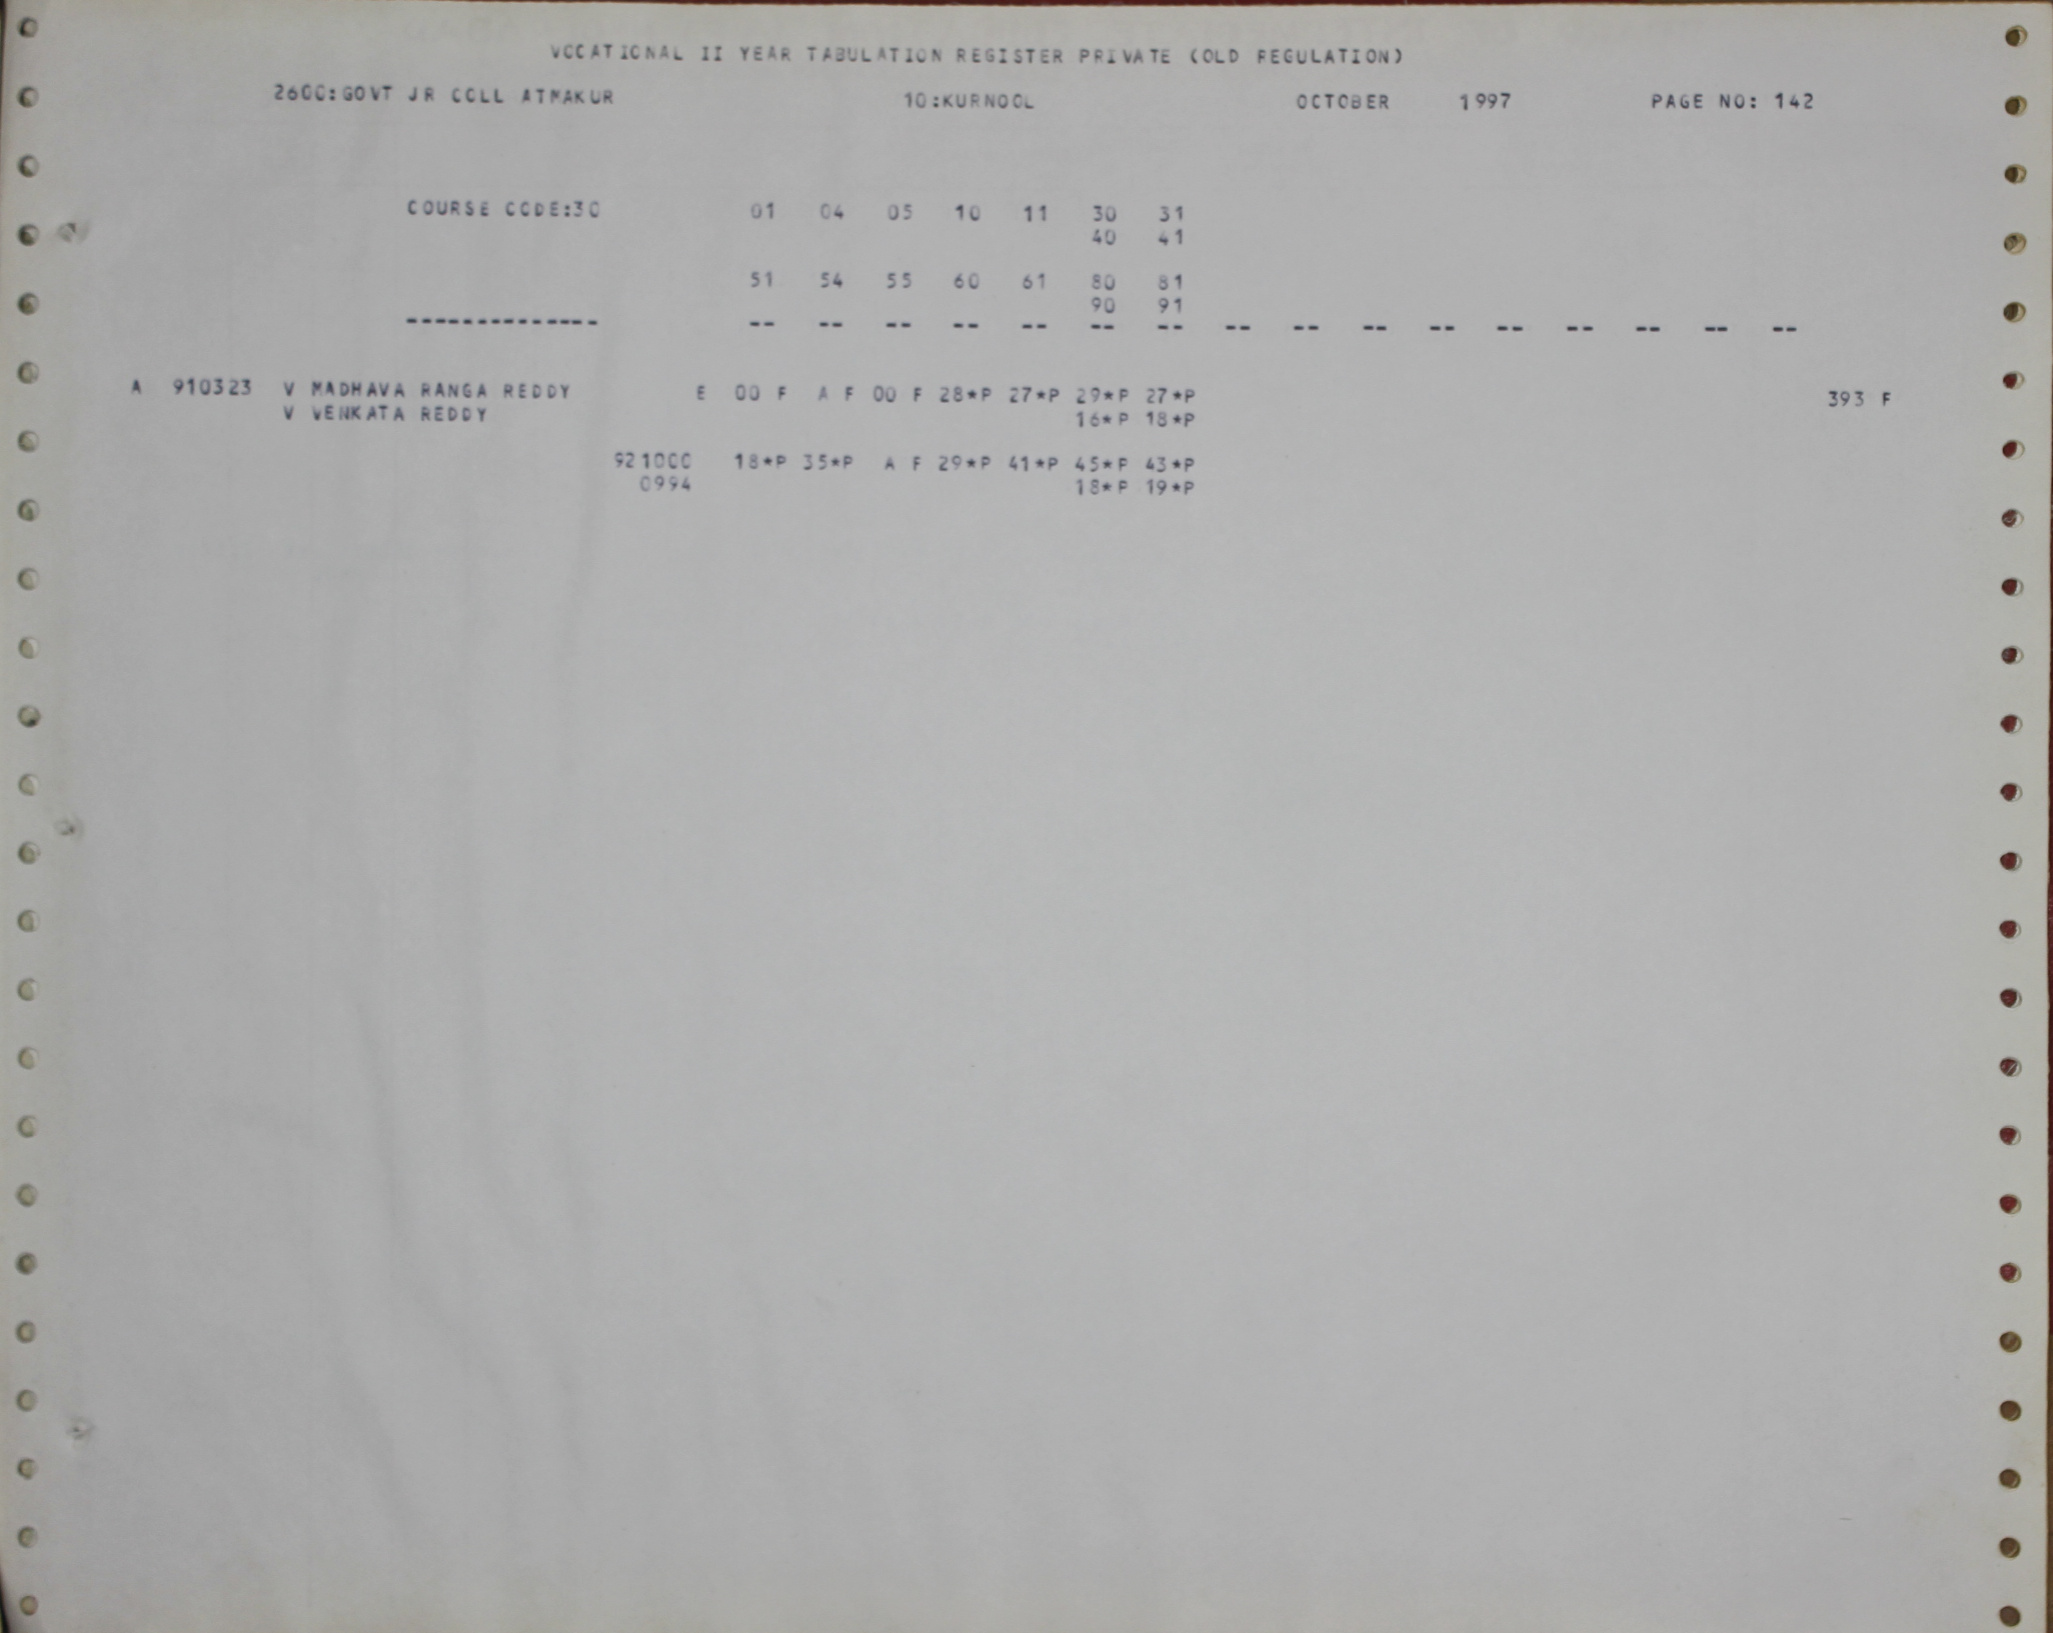 VOCATIONAL II YEAR TABULATION REGISTER PRIVATE (OLD REGULATION)
2600:GOVT JR COLL ATMAKUR 10:KURNOOL OCTOBER 1997 PAGE NO: 142
COURSE CODE:30 01 04 05 10 11 30 31
40 41
51 54 55 60 61 80 81
90 91
-------------- -- -- -- -- -- -- -- -- -- -- -- -- -- -- -- --
A 910323 V MADHAVA RANGA REDDY E 00 F A F 00 F 28*P 27*P 29*P 27*P 393 F
V VENKATA REDDY 16*P 18*P
921000 18*P 35*P A F 29*P 41*P 45*P 43*P
0994 18*P 19*P